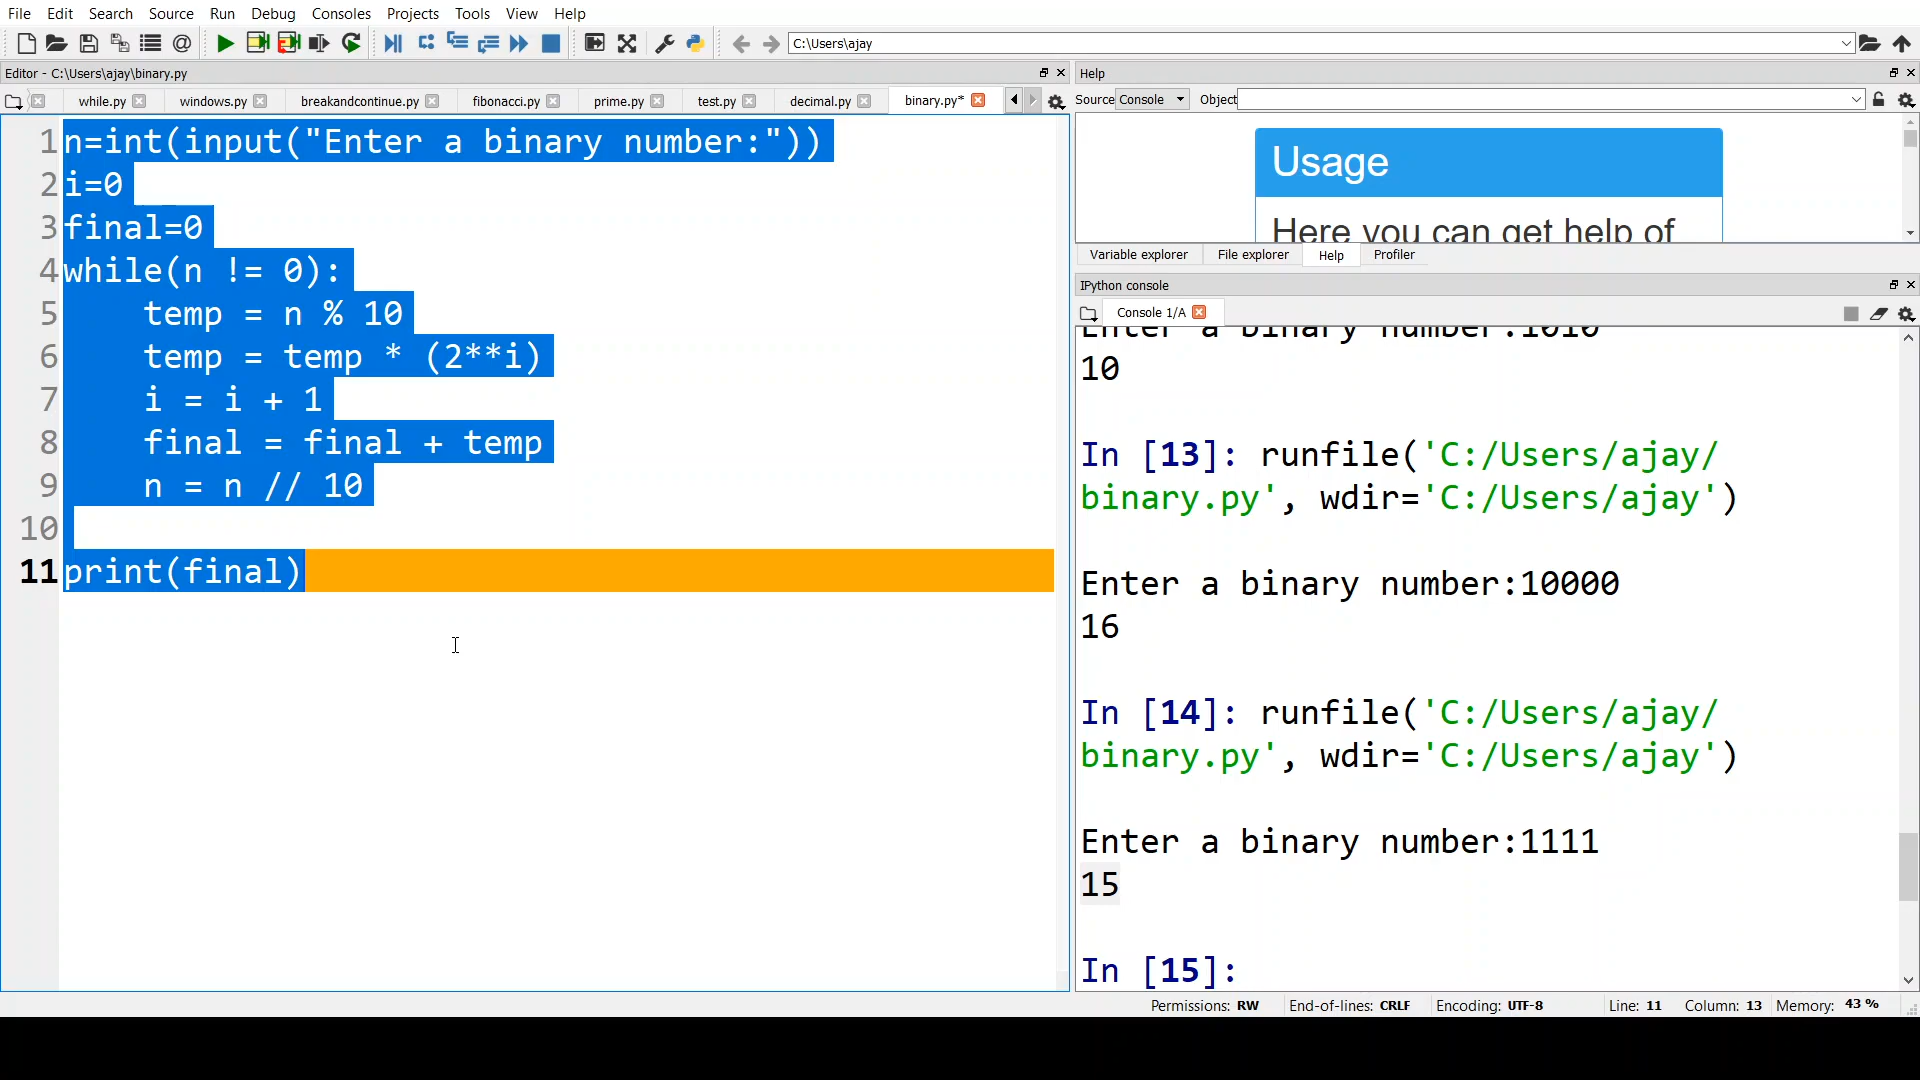 File Edit Search Source Run Debug Consoles Projects Tools View Help
C:\Users\ajay
Editor - C:\Users\ajay\binary.py
while.py windows.py breakandcontinue.py fibonacci.py prime.py test.py decimal.py binary.py*
1 n=int(input("Enter a binary number:"))
2 i=0
3 final=0
4 while(n != 0):
5 temp = n % 10
6 temp = temp * (2**i)
7 i = i + 1
8 final = final + temp
9 n = n // 10
10
11 print(final)
Help
Source Console Object
Usage
Here you can get help of
Variable explorer File explorer Help Profiler
IPython console
Console 1/A
Enter a binary number:1010
10
In [13]: runfile('C:/Users/ajay/
binary.py', wdir='C:/Users/ajay')
Enter a binary number:10000
16
In [14]: runfile('C:/Users/ajay/
binary.py', wdir='C:/Users/ajay')
Enter a binary number:1111
15
In [15]:
Permissions: RW End-of-lines: CRLF Encoding: UTF-8 Line: 11 Column: 13 Memory: 43 %